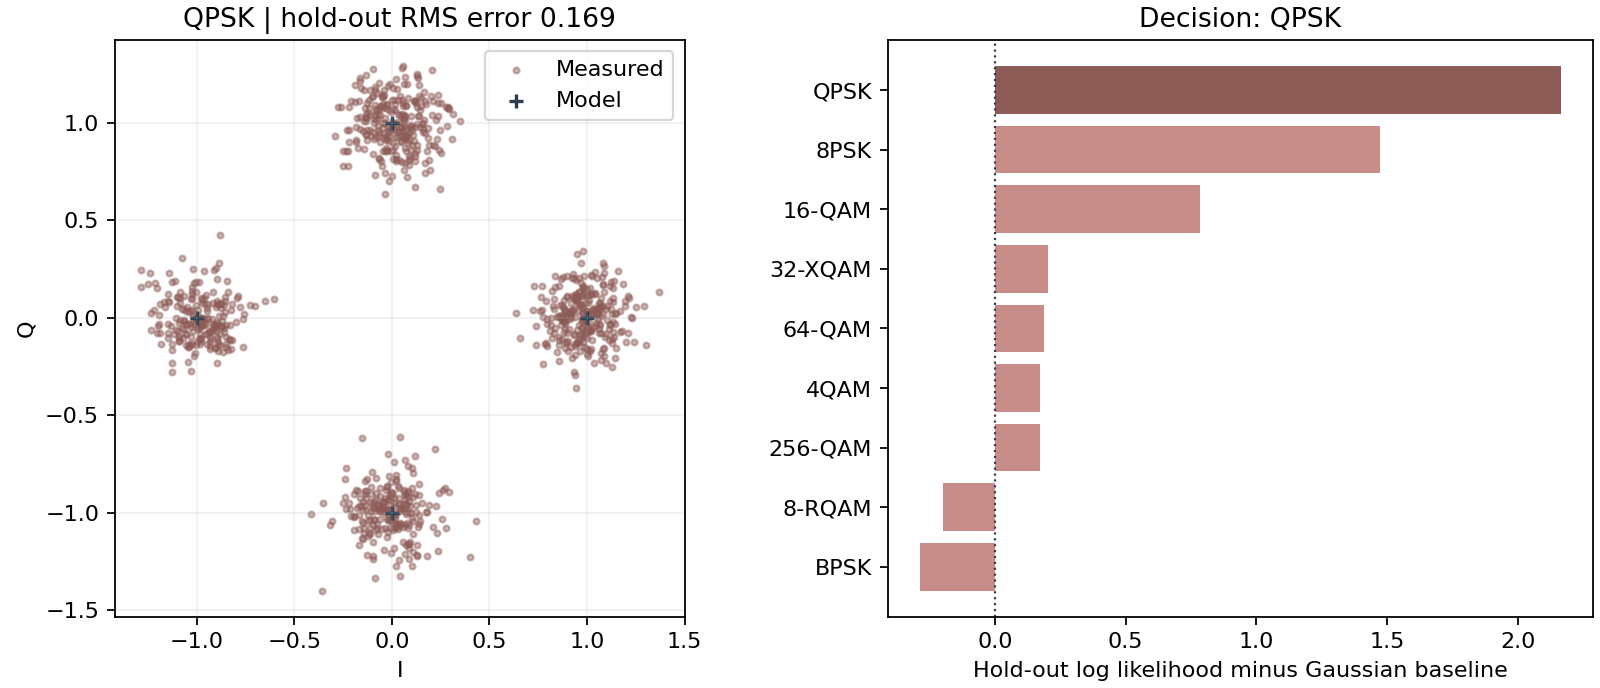 QPSK | hold-out RMS error 0.169
Measured
Model
1.0
0.5
0.0
−0.5
−1.0
−1.5
Q
−1.0
−0.5
0.0
0.5
1.0
1.5
I
Decision: QPSK
QPSK
8PSK
16-QAM
32-XQAM
64-QAM
4QAM
256-QAM
8-RQAM
BPSK
0.0
0.5
1.0
1.5
2.0
Hold-out log likelihood minus Gaussian baseline